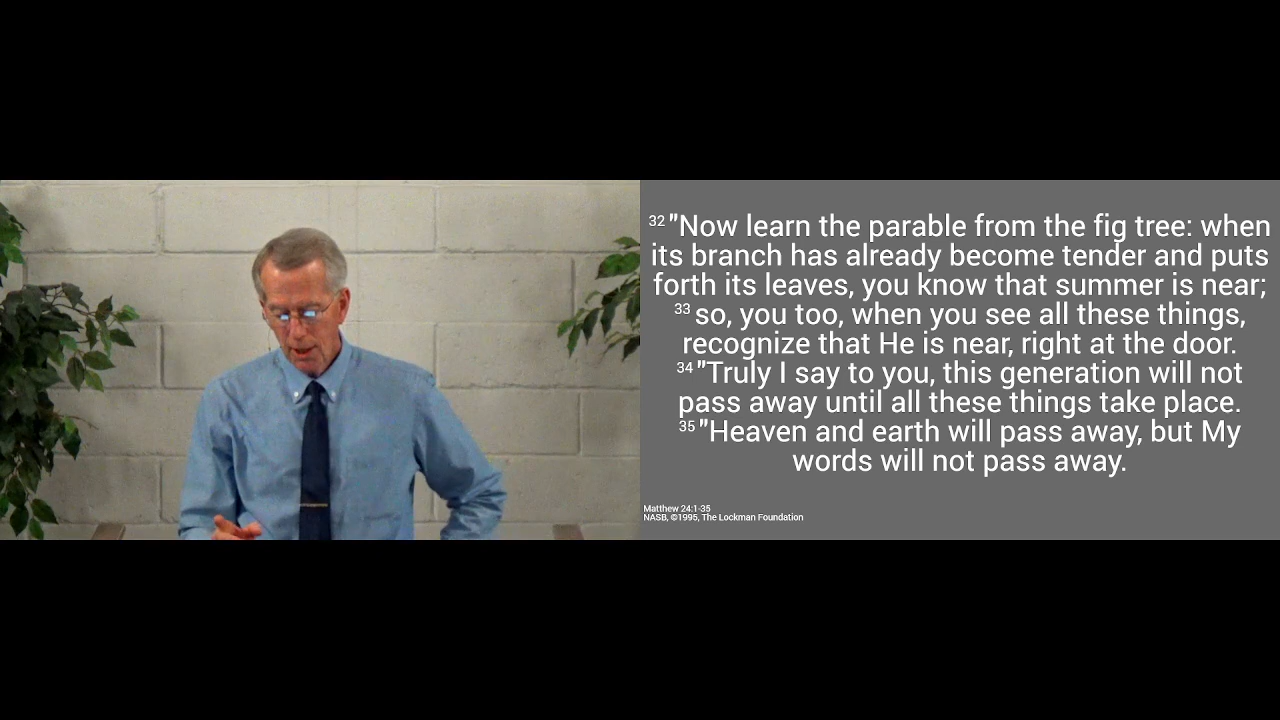 32 "Now learn the parable from the fig tree: when
its branch has already become tender and puts
forth its leaves, you know that summer is near;
33 so, you too, when you see all these things,
recognize that He is near, right at the door.
34 "Truly I say to you, this generation will not
pass away until all these things take place.
35 "Heaven and earth will pass away, but My
words will not pass away.
Matthew 24:1-35
NASB, ©1995, The Lockman Foundation